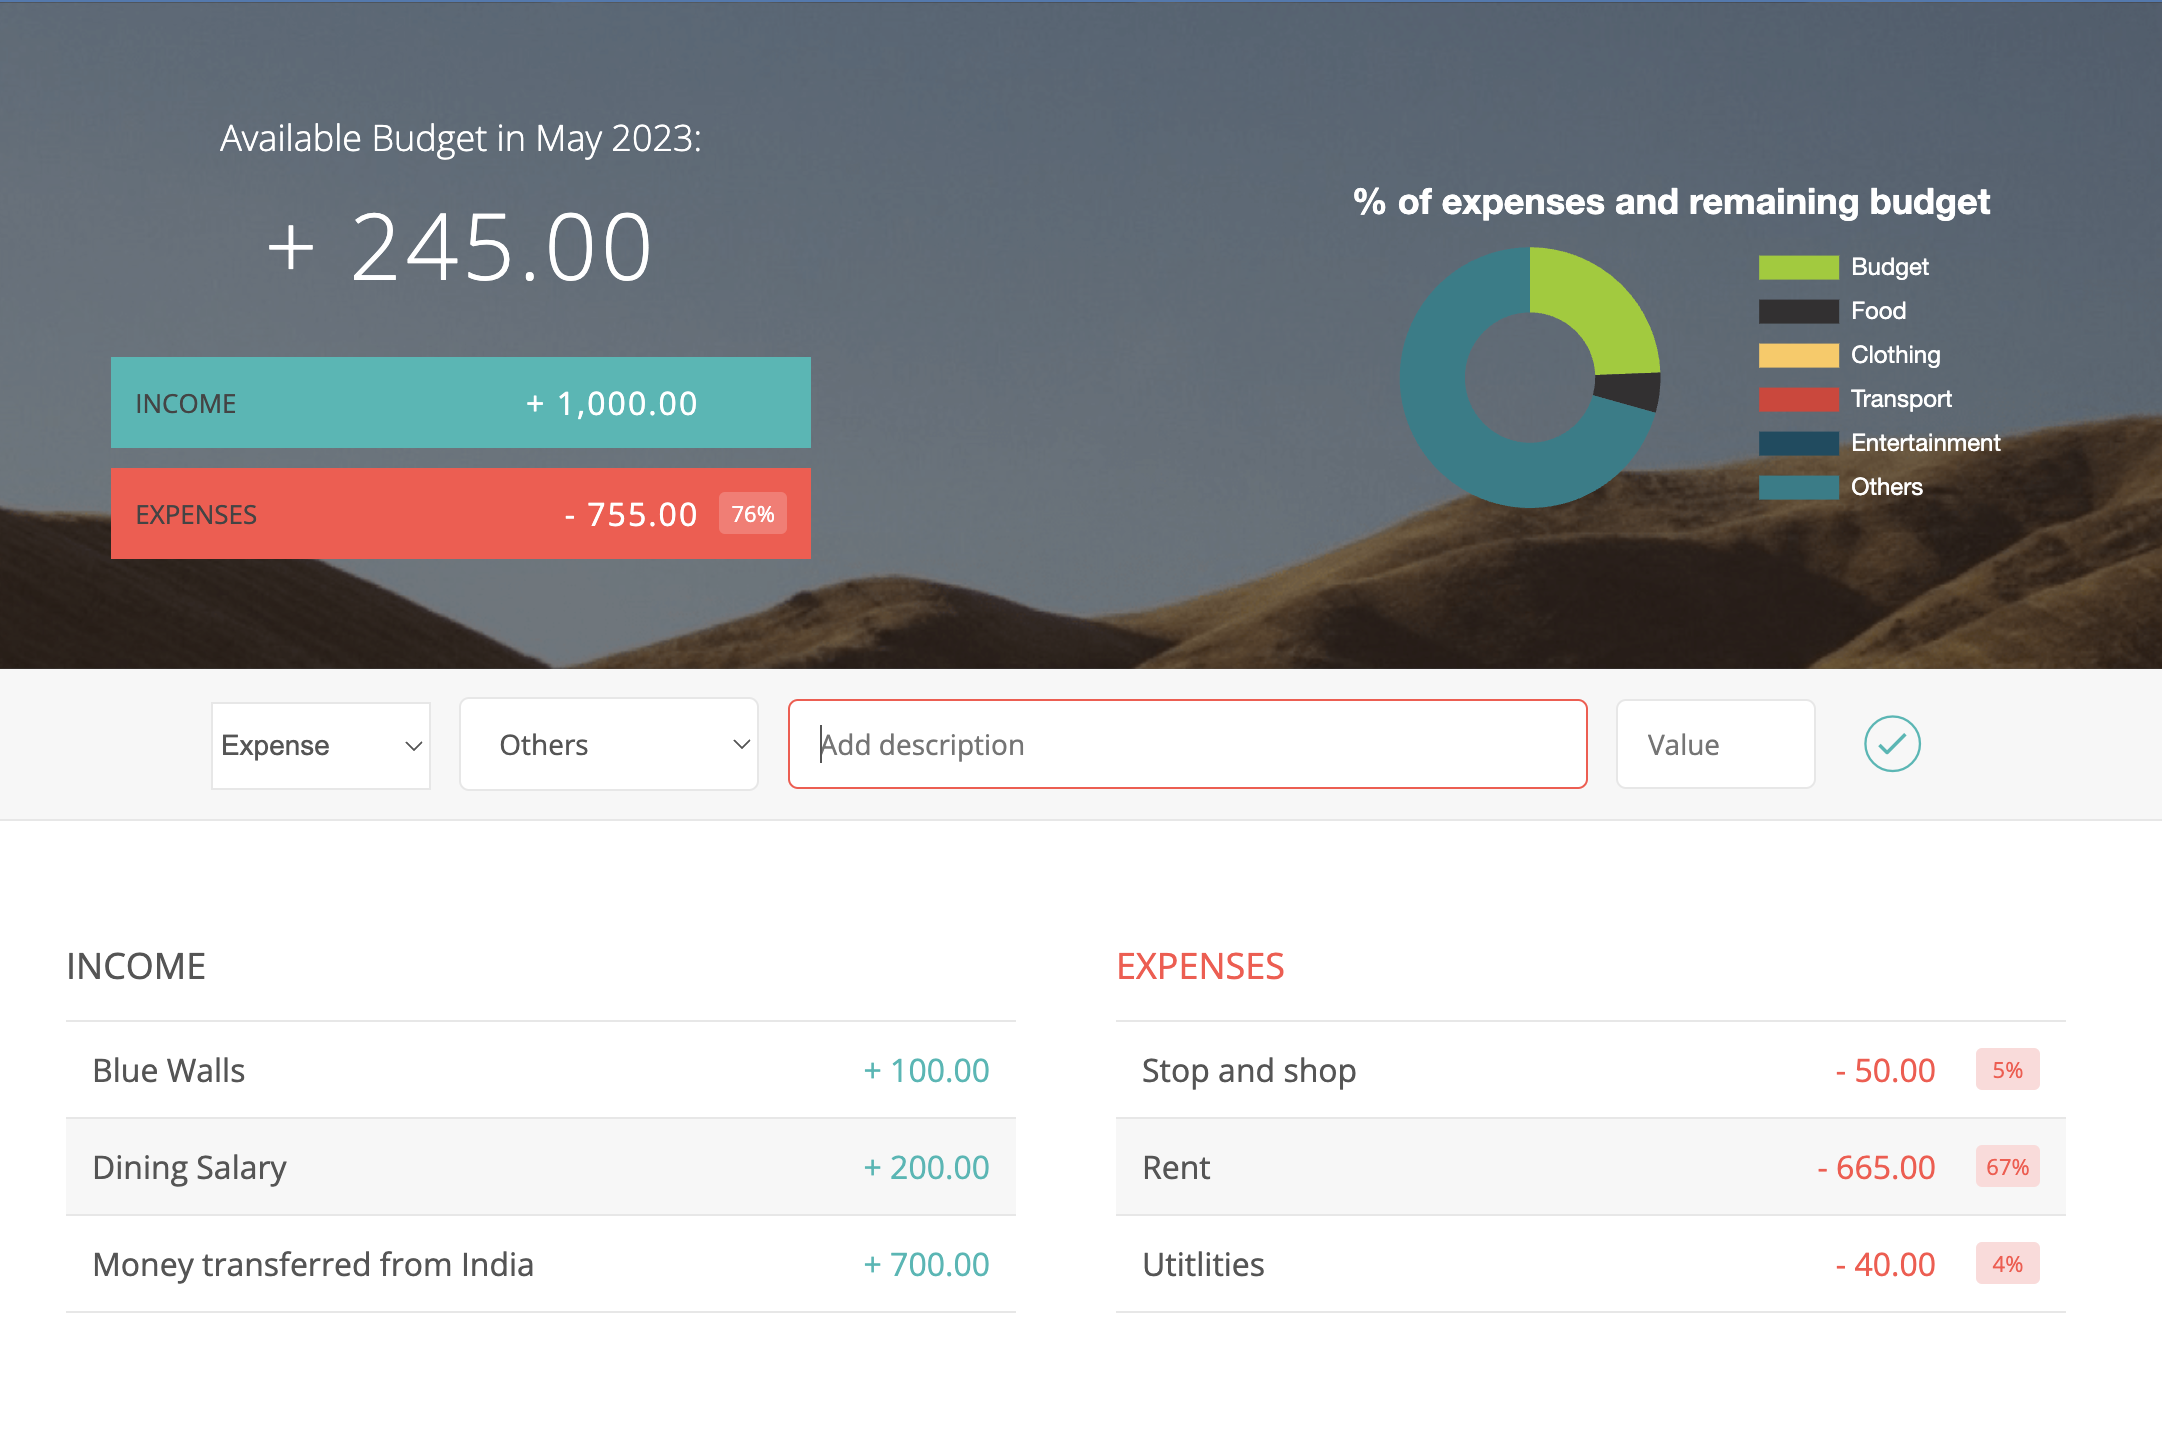 Available Budget in May 2023:
+ 245.00
INCOME + 1,000.00
EXPENSES - 755.00 76%
% of expenses and remaining budget
Budget
Food
Clothing
Transport
Entertainment
Others
Expense Others Add description Value
INCOME
Blue Walls + 100.00
Dining Salary + 200.00
Money transferred from India + 700.00
EXPENSES
Stop and shop - 50.00 5%
Rent - 665.00 67%
Utitlities - 40.00 4%